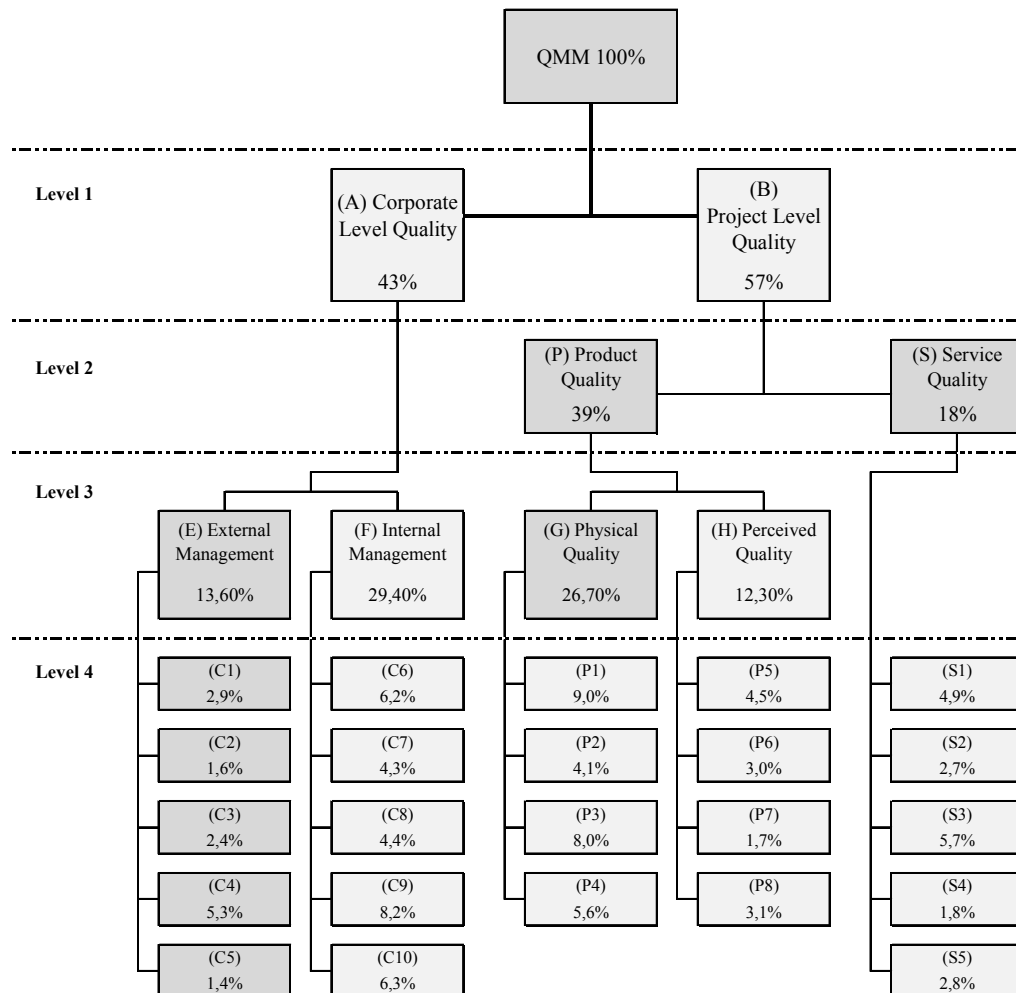 QMM 100%
Level 1
(A) Corporate
Level Quality
43%
(B)
Project Level
Quality
57%
Level 2
(P) Product
Quality
39%
(S) Service
Quality
18%
Level 3
(E) External
Management
13,60%
(F) Internal
Management
29,40%
(G) Physical
Quality
26,70%
(H) Perceived
Quality
12,30%
Level 4
(C1)
2,9%
(C2)
1,6%
(C3)
2,4%
(C4)
5,3%
(C5)
1,4%
(C6)
6,2%
(C7)
4,3%
(C8)
4,4%
(C9)
8,2%
(C10)
6,3%
(P1)
9,0%
(P2)
4,1%
(P3)
8,0%
(P4)
5,6%
(P5)
4,5%
(P6)
3,0%
(P7)
1,7%
(P8)
3,1%
(S1)
4,9%
(S2)
2,7%
(S3)
5,7%
(S4)
1,8%
(S5)
2,8%